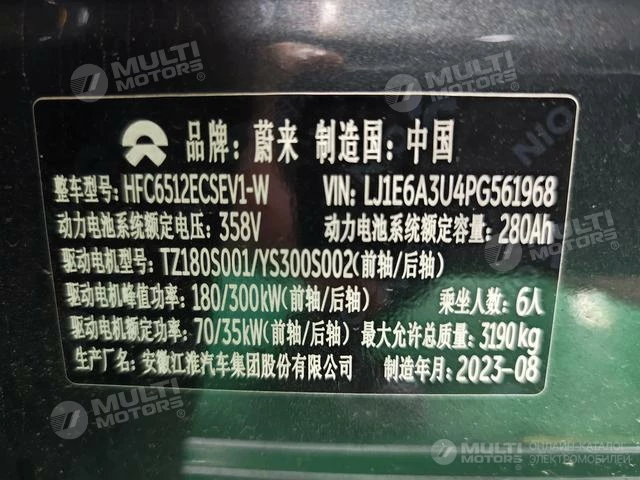 MULTI MOTORS
MULTI MOTORS
品牌: 蔚来 制造国: 中国
整车型号: HFC6512ECSEV1-W VIN: LJ1E6A3U4PG561968
动力电池系统额定电压: 358V 动力电池系统额定容量: 280Ah
驱动电机型号: TZ180S001/YS300S002(前轴/后轴)
驱动电机峰值功率: 180/300kW(前轴/后轴) 乘坐人数: 6人
驱动电机额定功率: 70/35kW(前轴/后轴) 最大允许总质量: 3190kg
生产厂名: 安徽江淮汽车集团股份有限公司 制造年月: 2023-08
MULTI MOTORS
MULTI MOTORS
ОНЛАЙН-КАТАЛОГ
ЭЛЕКТРОМОБИЛЕЙ